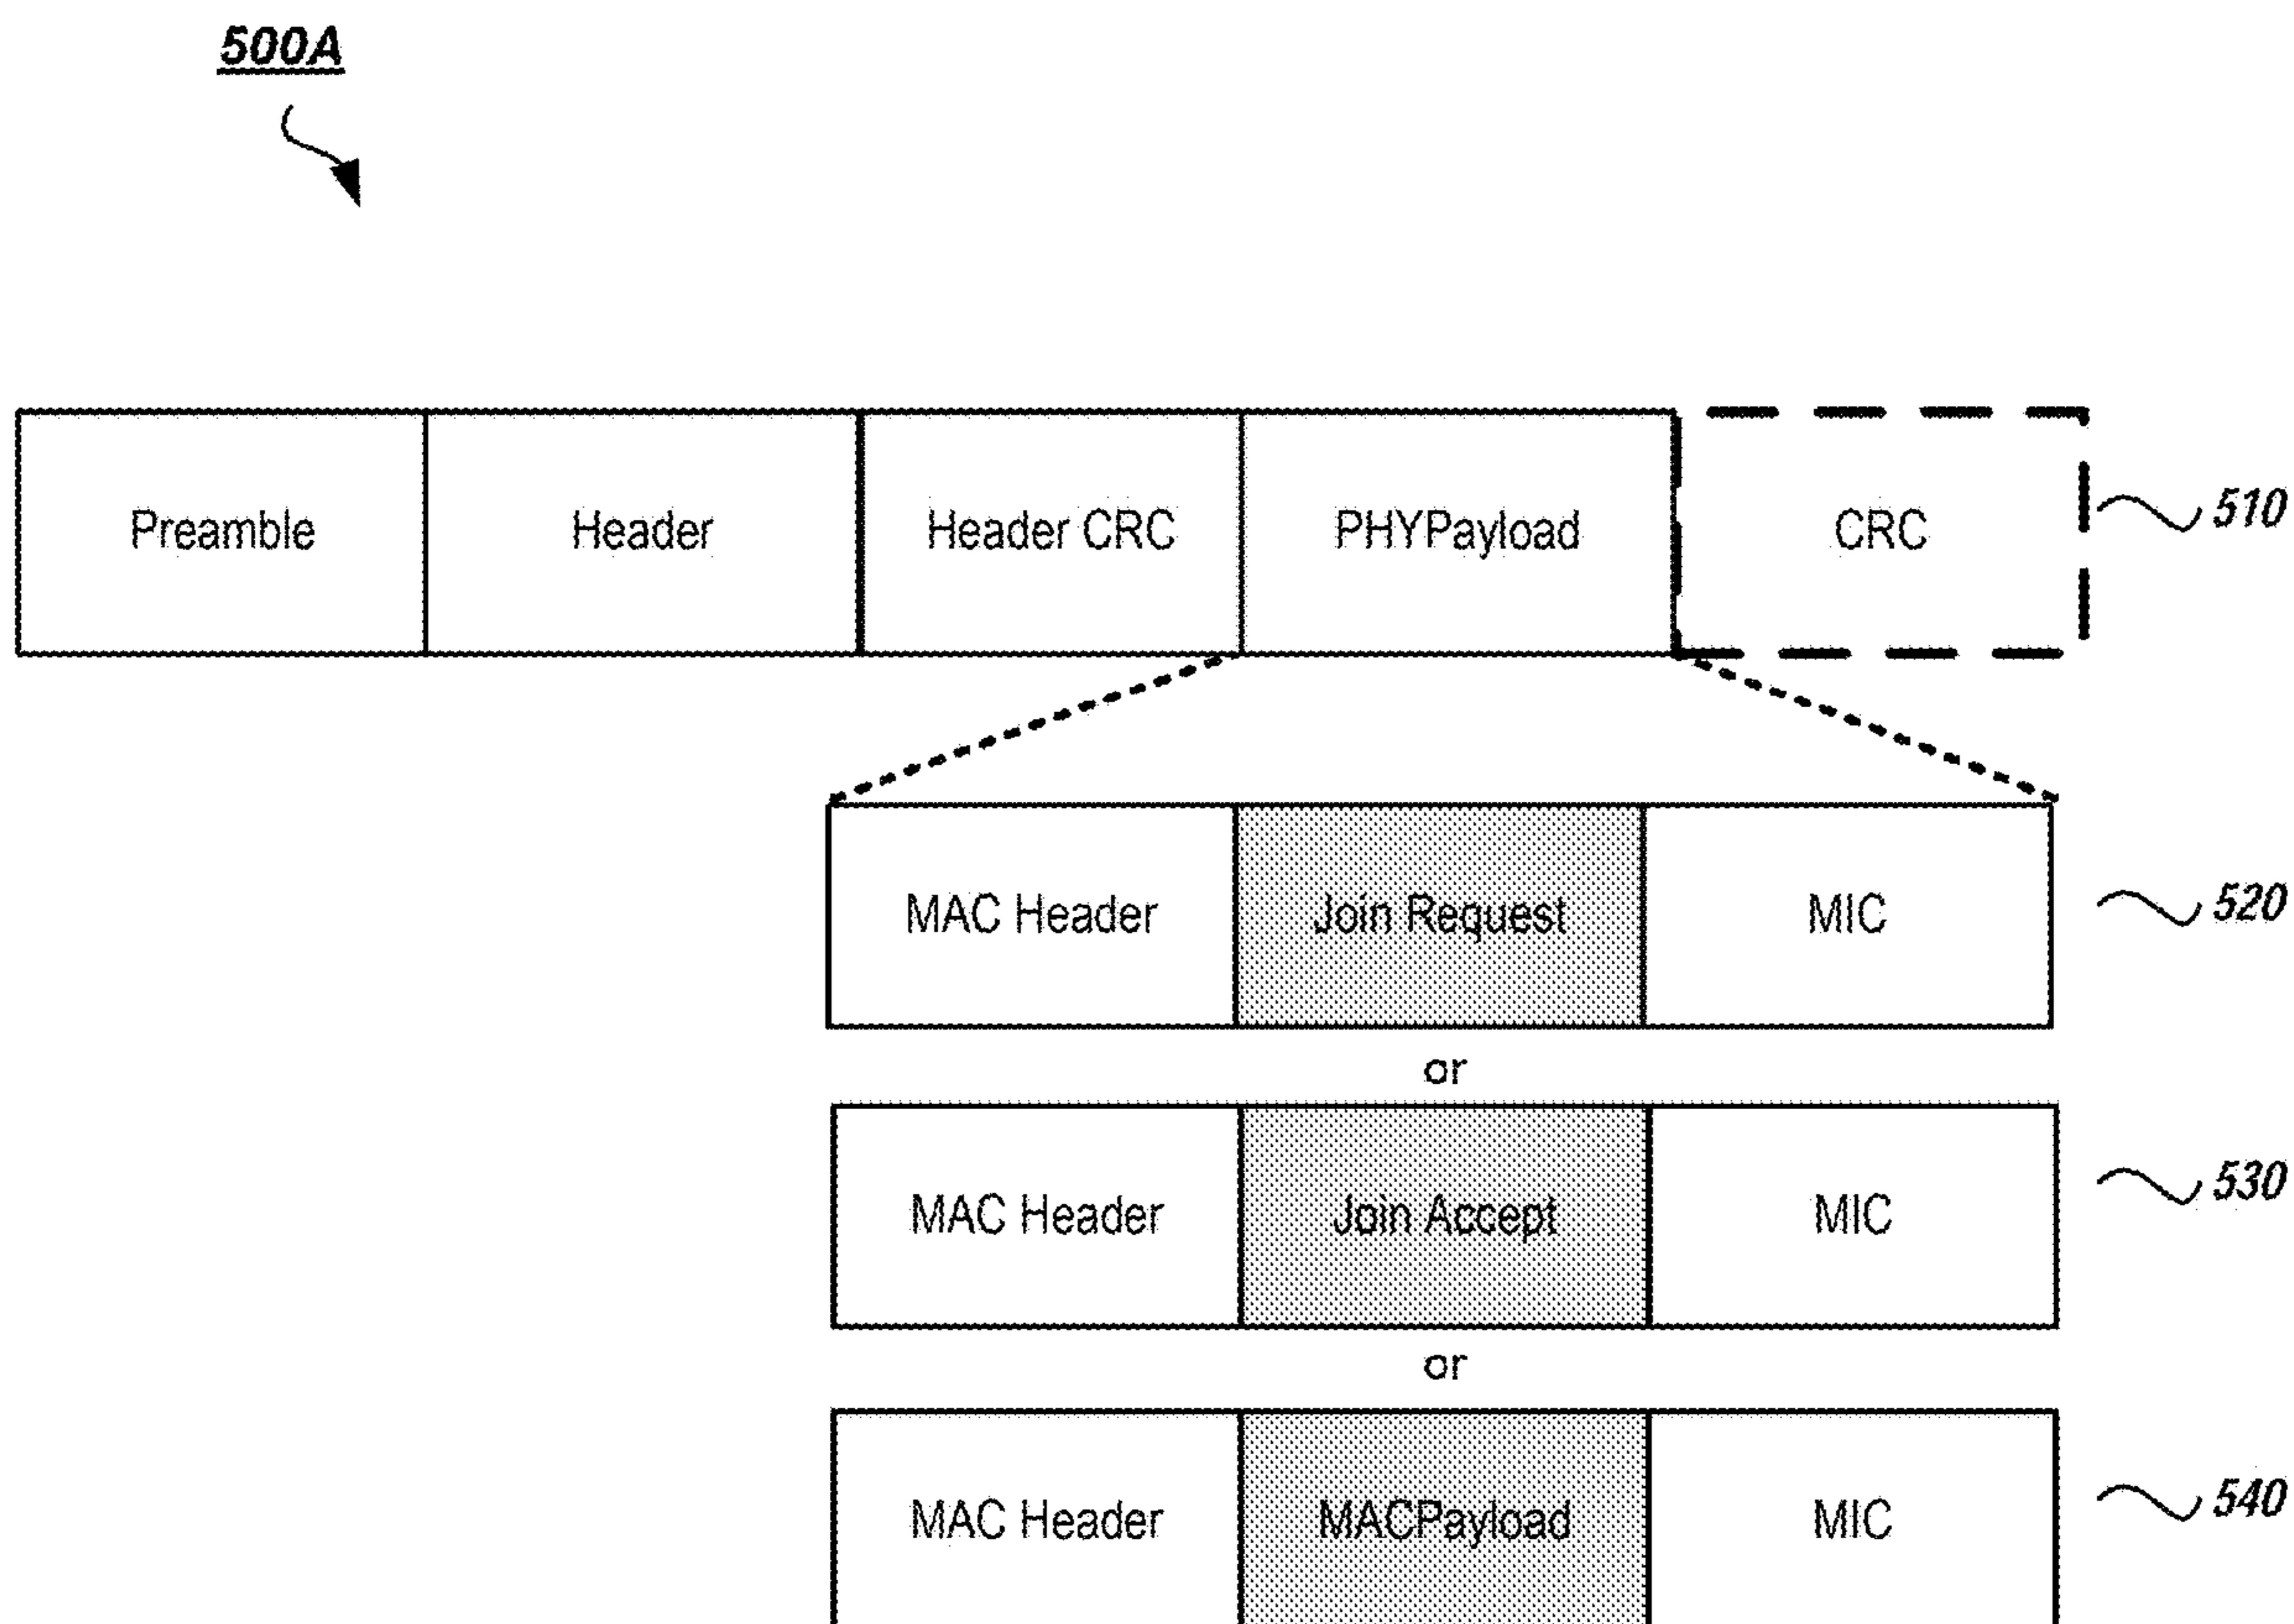 500A
Preamble Header Header CRC PHYPayload CRC 510
MAC Header Join Request MIC 520
or
MAC Header Join Accept MIC 530
or
MAC Header MACPayload MIC 540